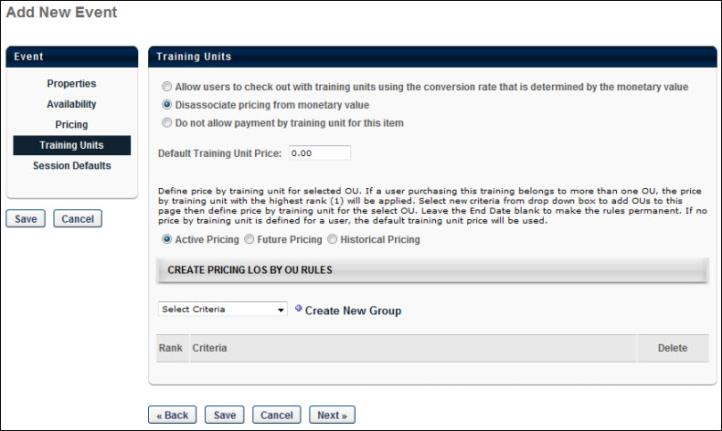 Add New Event
Event
Properties
Availability
Pricing
Training Units
Session Defaults
Save
Cancel
Training Units
Allow users to check out with training units using the conversion rate that is determined by the monetary value
Disassociate pricing from monetary value
Do not allow payment by training unit for this item
Default Training Unit Price: 0.00
Define price by training unit for selected OU. If a user purchasing this training belongs to more than one OU, the price
by training unit with the highest rank (1) will be applied. Select new criteria from drop down box to add OUs to this
page then define price by training unit for the select OU. Leave the End Date blank to make the rules permanent. If no
price by training unit is defined for a user, the default training unit price will be used.
Active Pricing Future Pricing Historical Pricing
CREATE PRICING LOS BY OU RULES
Select Criteria Create New Group
Rank Criteria Delete
« Back Save Cancel Next »